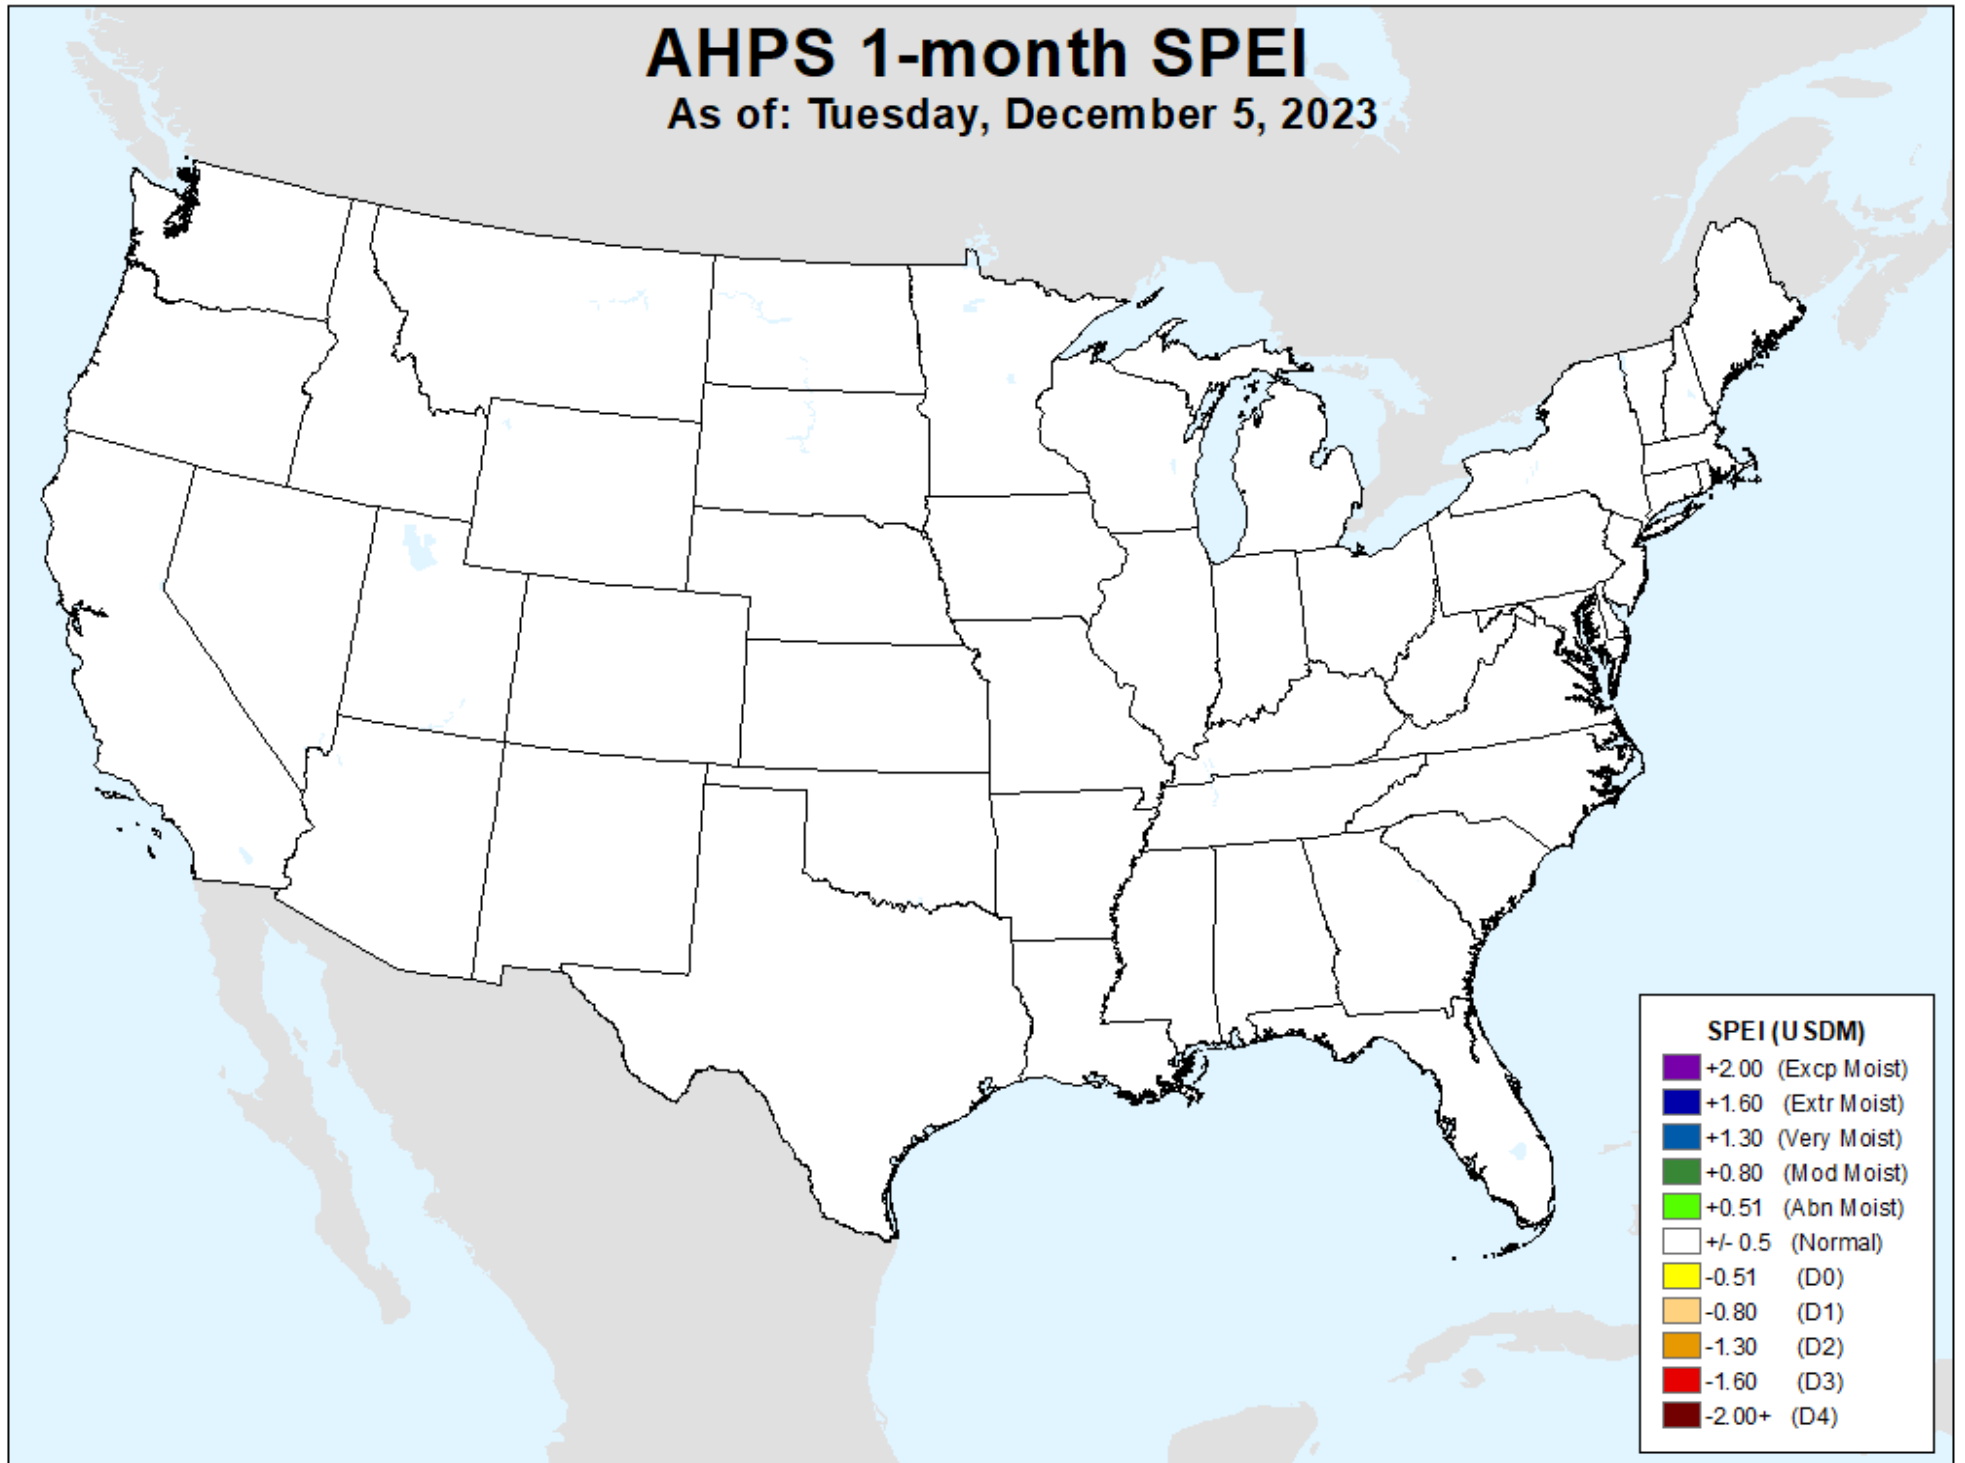 AHPS 1-month SPEI
As of: Tuesday, December 5, 2023
SPEI (USDM)
+2.00 (Excp Moist)
+1.60 (Extr Moist)
+1.30 (Very Moist)
+0.80 (Mod Moist)
+0.51 (Abn Moist)
+/- 0.5 (Normal)
-0.51 (D0)
-0.80 (D1)
-1.30 (D2)
-1.60 (D3)
-2.00+ (D4)